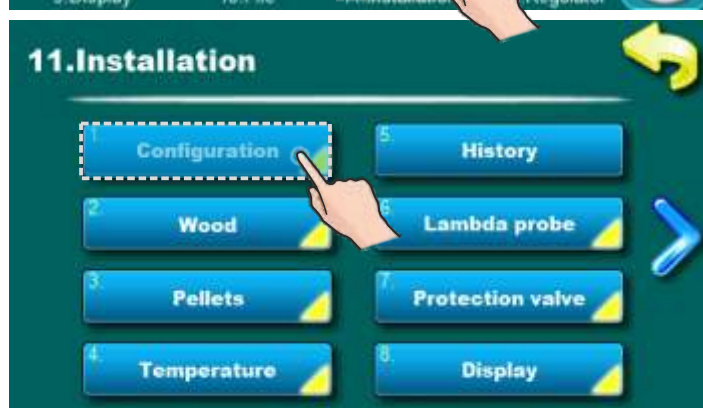 11.Installation
1. Configuration
5. History
2. Wood
6. Lambda probe
3. Pellets
7. Protection valve
4. Temperature
8. Display